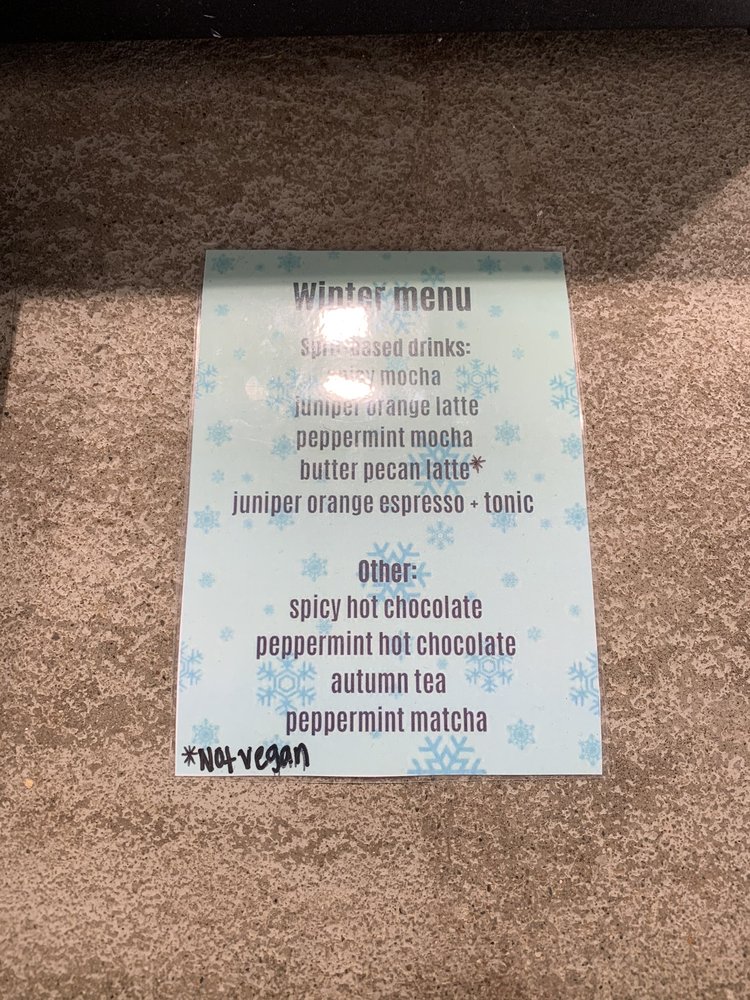 Winter menu
drinks:
spicy mocha
juniper orange latte
peppermint mocha
butter pecan latte*
juniper orange espresso + tonic
Other:
spicy hot chocolate
peppermint hot chocolate
autumn tea
peppermint matcha
*Not vegan